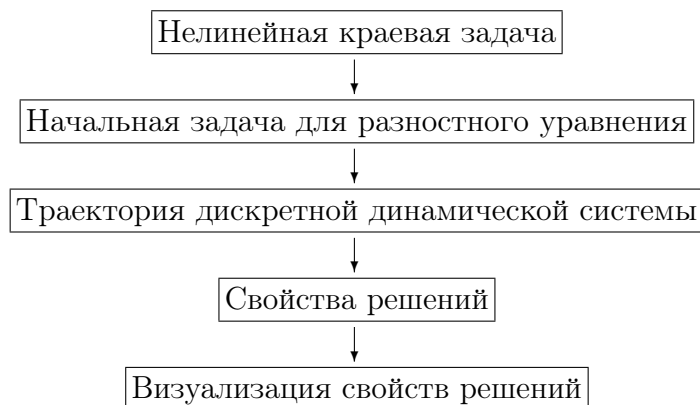 Нелинейная краевая задача
Начальная задача для разностного уравнения
Траектория дискретной динамической системы
Свойства решений
Визуализация свойств решений